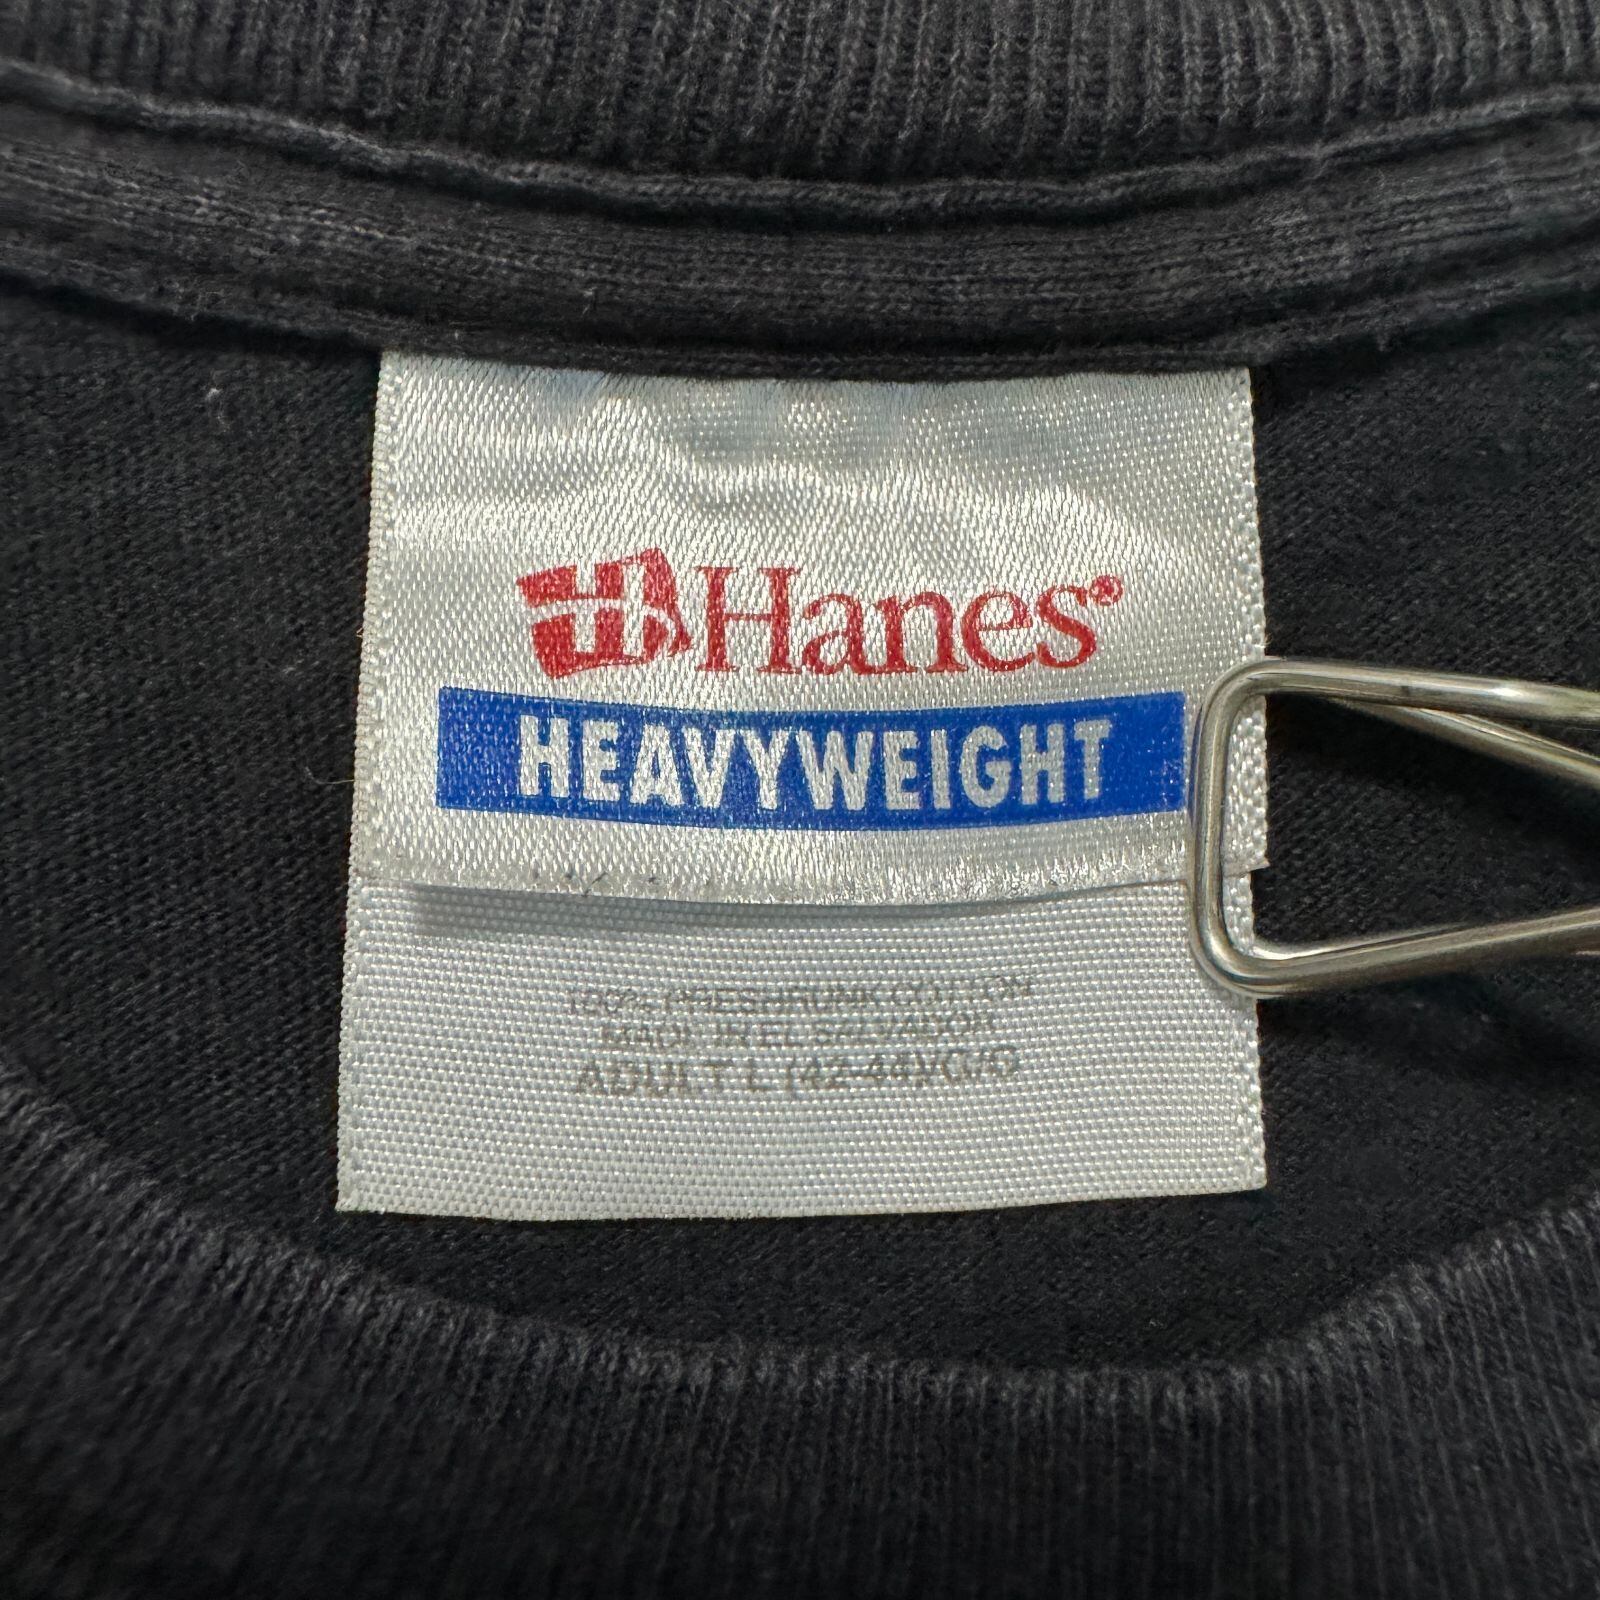 Hanes®
HEAVYWEIGHT
100% PRESHRUNK COTTON
MADE IN EL SALVADOR
ADULT L (42-44)/G/G